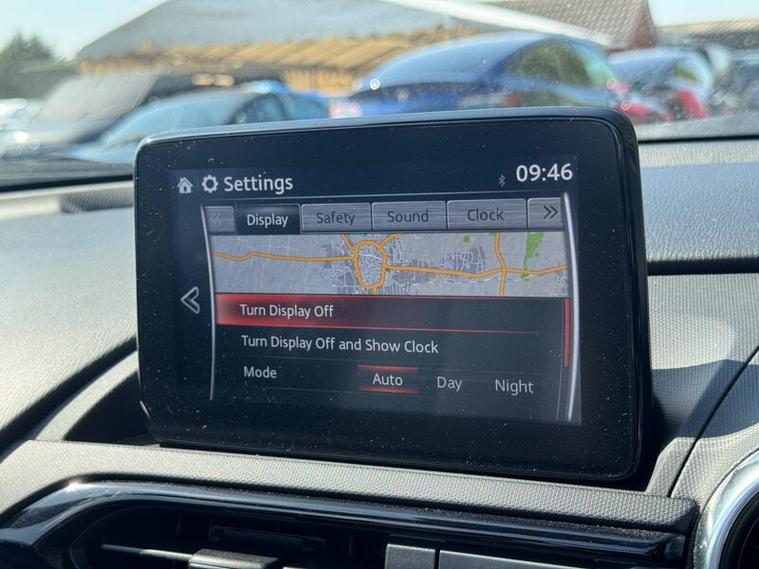 Settings 09:46
Display Safety Sound Clock
Turn Display Off
Turn Display Off and Show Clock
Mode Auto Day Night